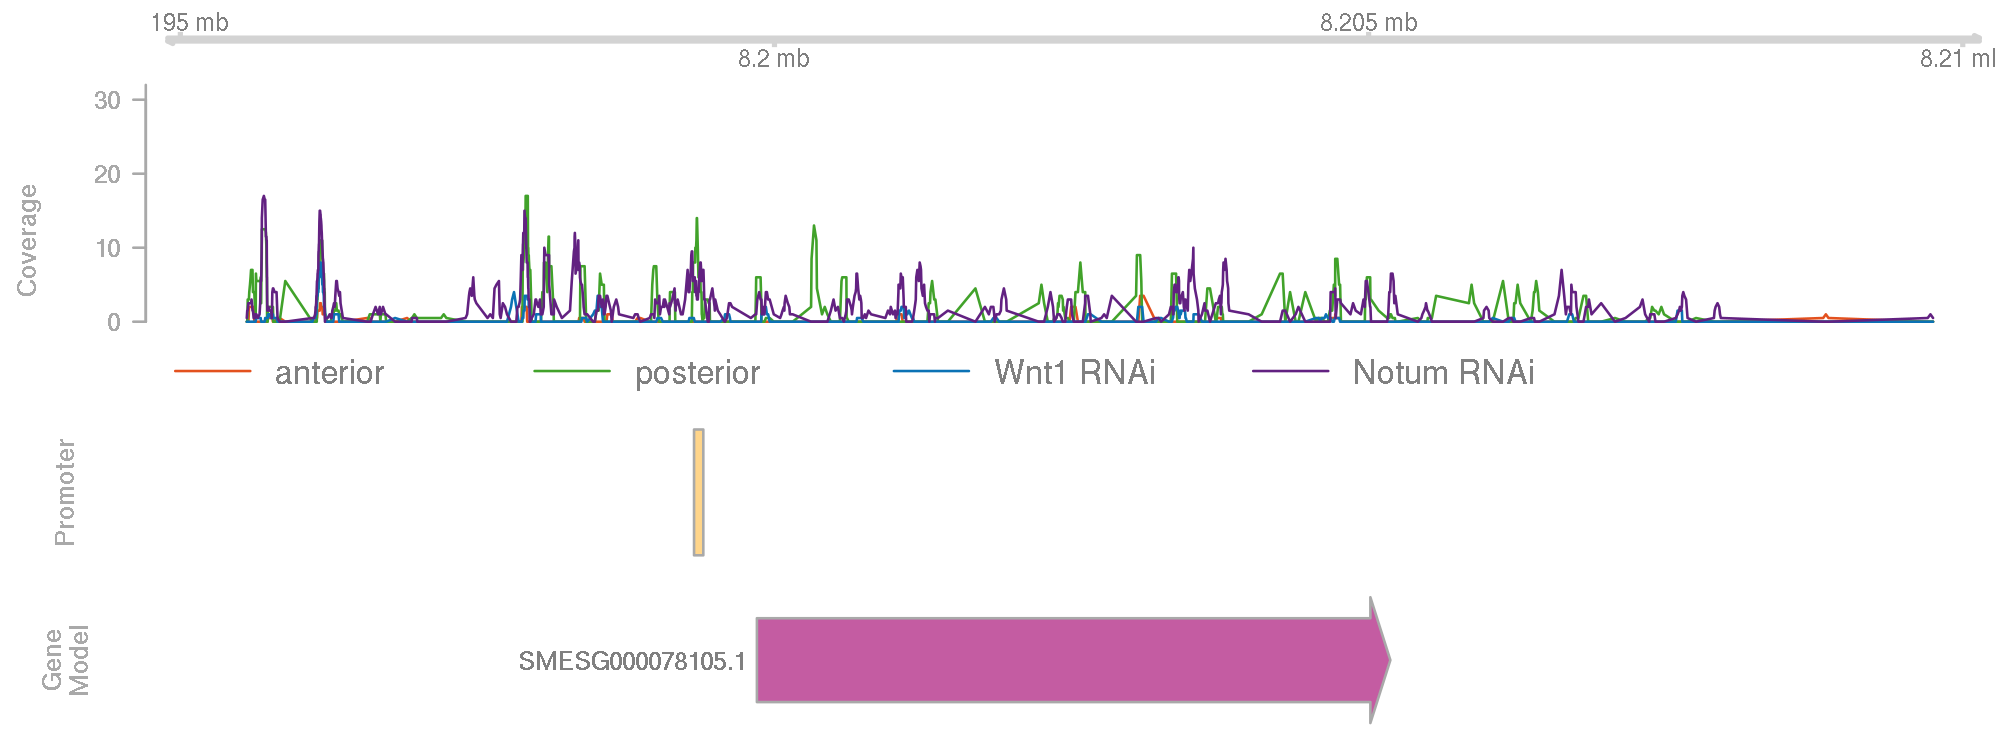 195 mb
8.205 mb
8.2 mb
8.21 ml
Coverage
30
20
10
0
anterior
posterior
Wnt1 RNAi
Notum RNAi
Promoter
Gene
Model
SMESG000078105.1